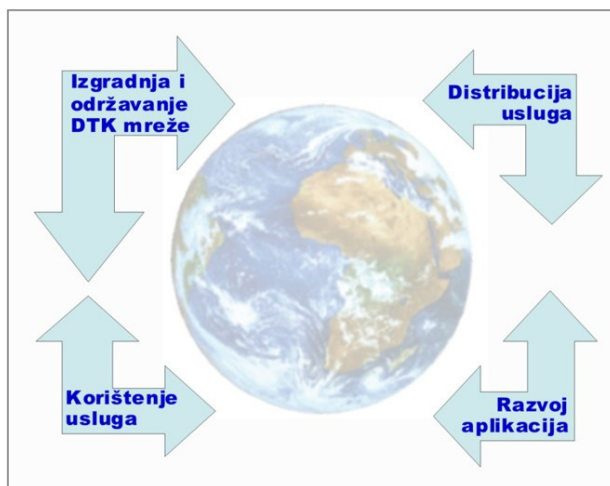 Izgradnja i
održavanje
DTK mreže
Distribucija
usluga
Korištenje
usluga
Razvoj
aplikacija